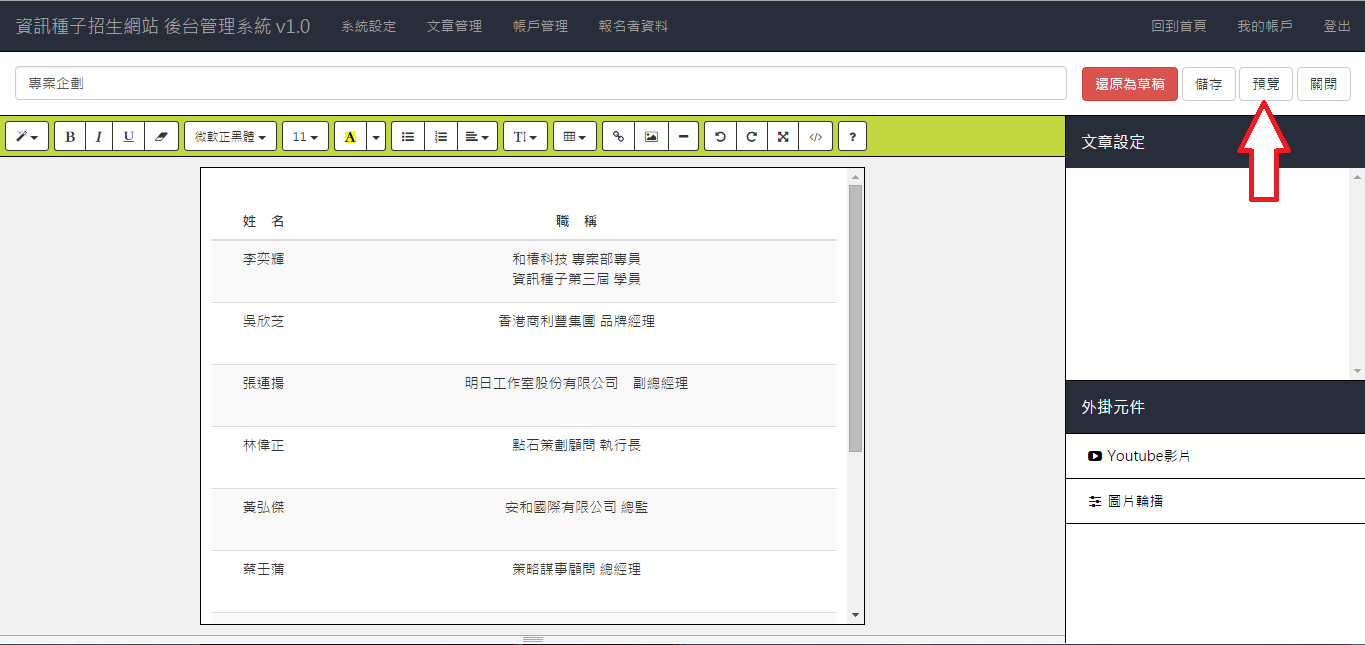 資訊種子招生網站 後台管理系統 v1.0 系統設定 文章管理 帳戶管理 報名者資料 回到首頁 我的帳戶 登出
專案企劃 還原為草稿 儲存 預覽 關閉
B I U 微軟正黑體 11 A TI </> ?
文章設定
姓 名 職 稱
李奕輝 和椿科技 專案部專員
資訊種子第三屆 學員
吳欣芝 香港商利豐集團 品牌經理
張運揚 明日工作室股份有限公司 副總經理
林偉正 點石策劃顧問 執行長
黃弘傑 安和國際有限公司 總監
蔡王蒲 策略謀事顧問 總經理
外掛元件
Youtube影片
圖片輪播